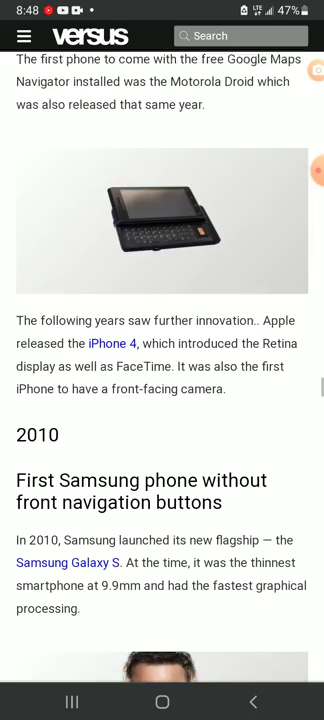 8:48
LTE
47%
versus
Search
The first phone to come with the free Google Maps
Navigator installed was the Motorola Droid which
was also released that same year.
The following years saw further innovation.. Apple
released the iPhone 4, which introduced the Retina
display as well as FaceTime. It was also the first
iPhone to have a front-facing camera.
2010
First Samsung phone without
front navigation buttons
In 2010, Samsung launched its new flagship — the
Samsung Galaxy S. At the time, it was the thinnest
smartphone at 9.9mm and had the fastest graphical
processing.